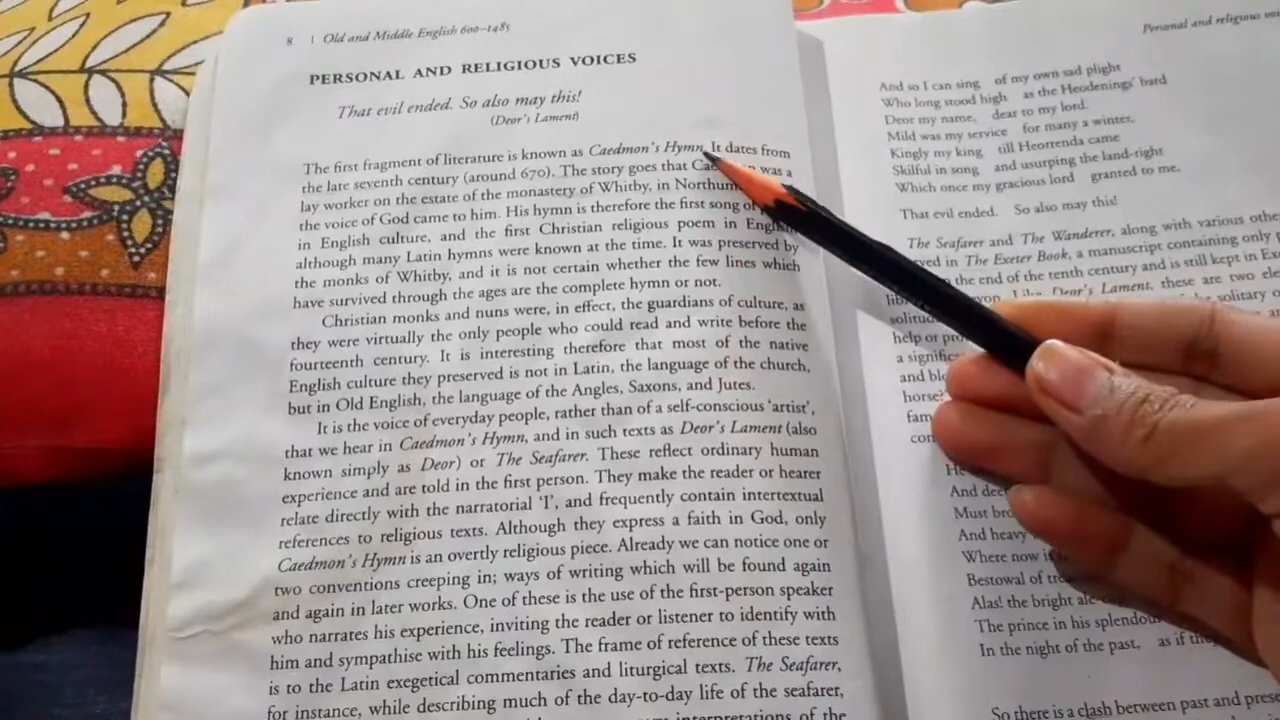 8 | Old and Middle English 600–1485
PERSONAL AND RELIGIOUS VOICES
That evil ended. So also may this!
(Deor's Lament)
The first fragment of literature is known as Caedmon's Hymn. It dates from
the late seventh century (around 670). The story goes that was a
lay worker on the estate of the monastery of Whitby, in
the voice of God came to him. His hymn is therefore the first song of
in English culture, and the first Christian religious poem in English,
although many Latin hymns were known at the time. It was preserved by
the monks of Whitby, and it is not certain whether the few lines which
have survived through the ages are the complete hymn or not.
Christian monks and nuns were, in effect, the guardians of culture, as
they were virtually the only people who could read and write before the
fourteenth century. It is interesting therefore that most of the native
English culture they preserved is not in Latin, the language of the church,
but in Old English, the language of the Angles, Saxons, and Jutes.
It is the voice of everyday people, rather than of a self-conscious 'artist',
that we hear in Caedmon's Hymn, and in such texts as Deor's Lament (also
known simply as Deor) or The Seafarer. These reflect ordinary human
experience and are told in the first person. They make the reader or hearer
relate directly with the narratorial 'I', and frequently contain intertextual
references to religious texts. Although they express a faith in God, only
Caedmon's Hymn is an overtly religious piece. Already we can notice one or
two conventions creeping in; ways of writing which will be found again
and again in later works. One of these is the use of the first-person speaker
who narrates his experience, inviting the reader or listener to identify with
him and sympathise with his feelings. The frame of reference of these texts
is to the Latin exegetical commentaries and liturgical texts. The Seafarer,
for instance, while describing much of the day-to-day life of the seafarer,
interpretations of the
Personal and religious
And so I can sing of my own sad plight
Who long stood high as the Heodenings' bard
Deor my name, dear to my lord.
Mild was my service for many a winter,
Kingly my king till Heorrenda came
Skilful in song and usurping the land-right
Which once my gracious lord granted to me.
That evil ended. So also may this!
The Seafarer and The Wanderer, along with various
in The Exeter Book, a manuscript containing only
the end of the tenth century and is still kept in
Like Deor's Lament, these are two
solitary
help or
a
and
horse?
He
And
Must
And heavy
Where now
Bestowal of
Alas! the bright
The prince in his
In the night of the past, as if
So there is a clash between past and